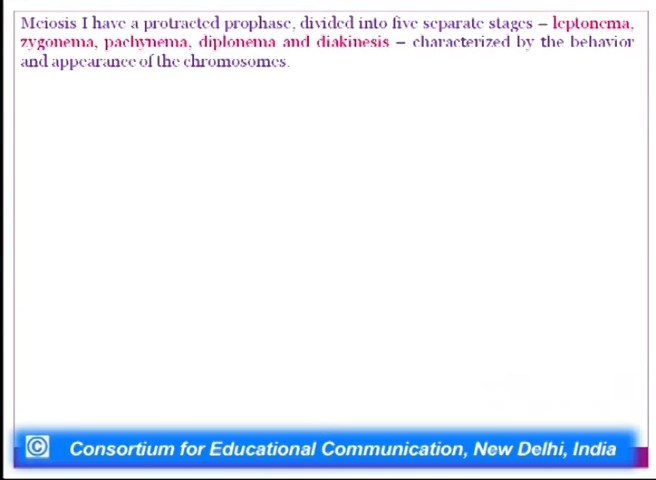 Meiosis I have a protracted prophase, divided into five separate stages – leptonema,
zygonema, pachynema, diplonema and diakinesis – characterized by the behavior
and appearance of the chromosomes.
© Consortium for Educational Communication, New Delhi, India